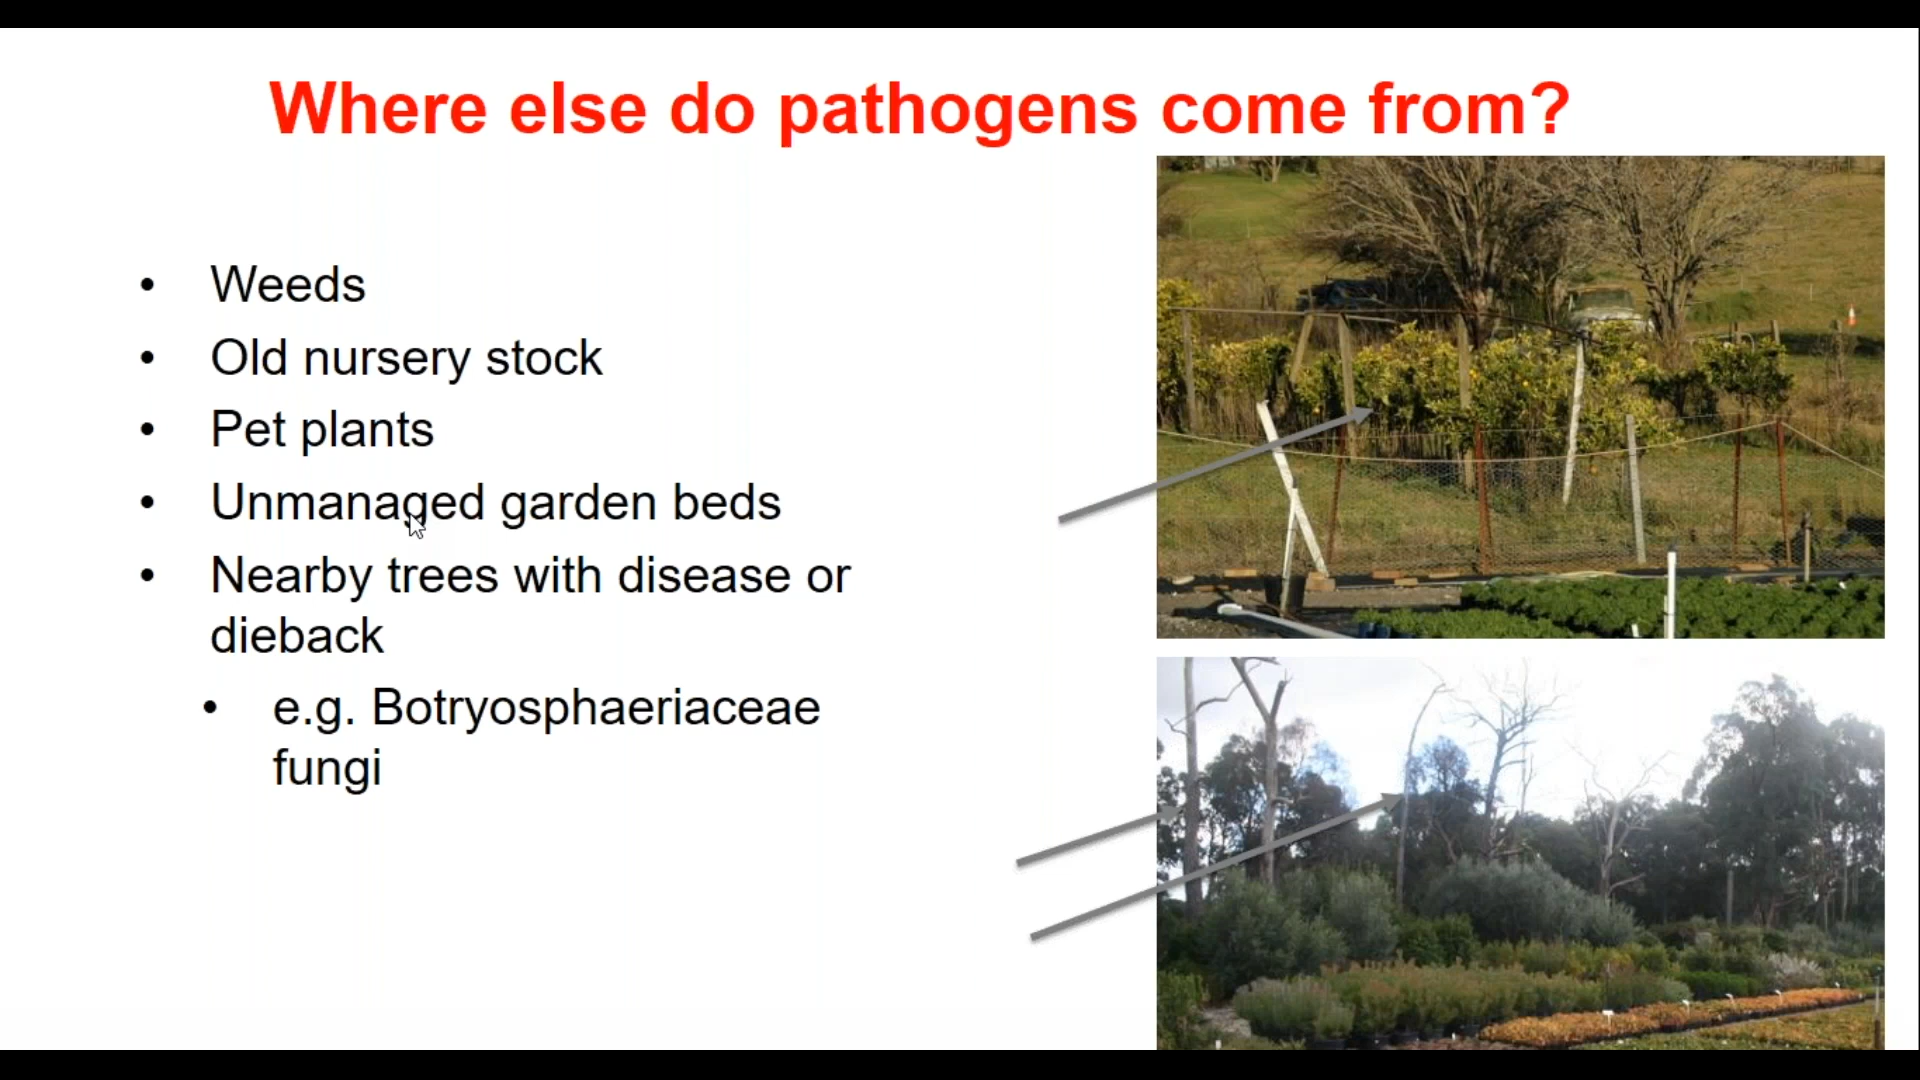 Where else do pathogens come from?
• Weeds
• Old nursery stock
• Pet plants
• Unmanaged garden beds
• Nearby trees with disease or
dieback
• e.g. Botryosphaeriaceae
fungi